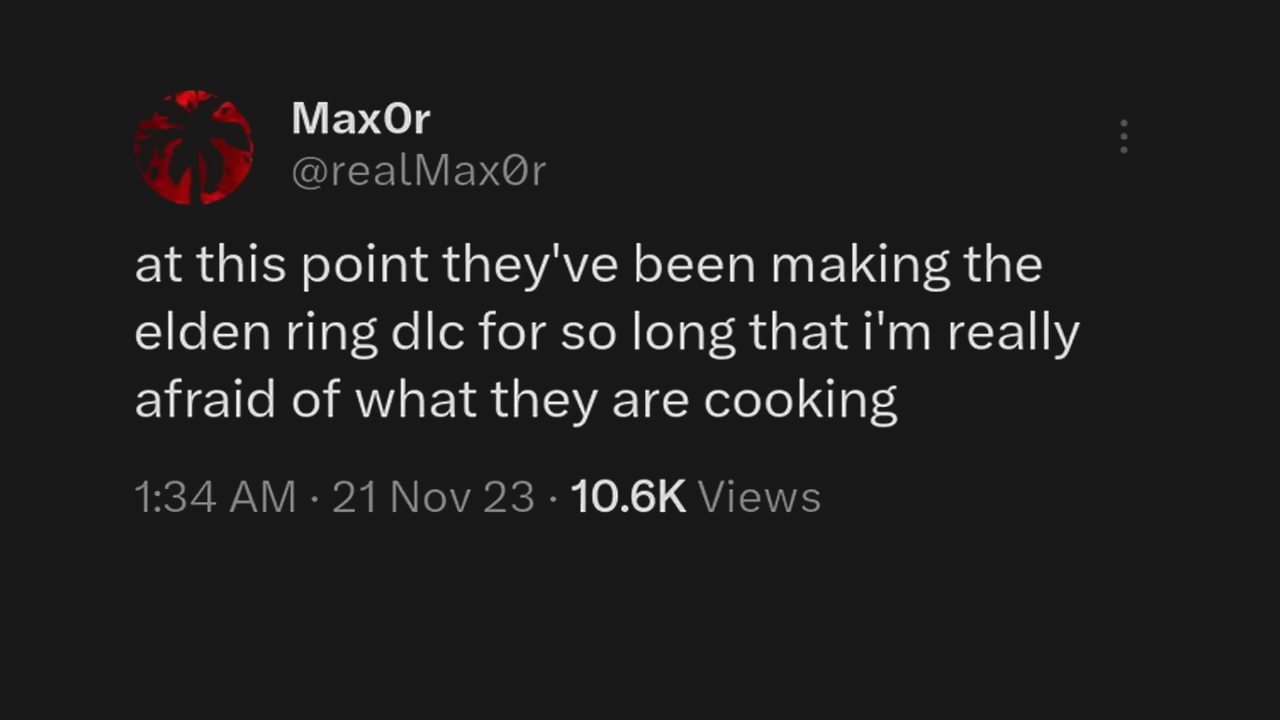 Max0r
@realMax0r
at this point they've been making the
elden ring dlc for so long that i'm really
afraid of what they are cooking
1:34 AM · 21 Nov 23 · 10.6K Views